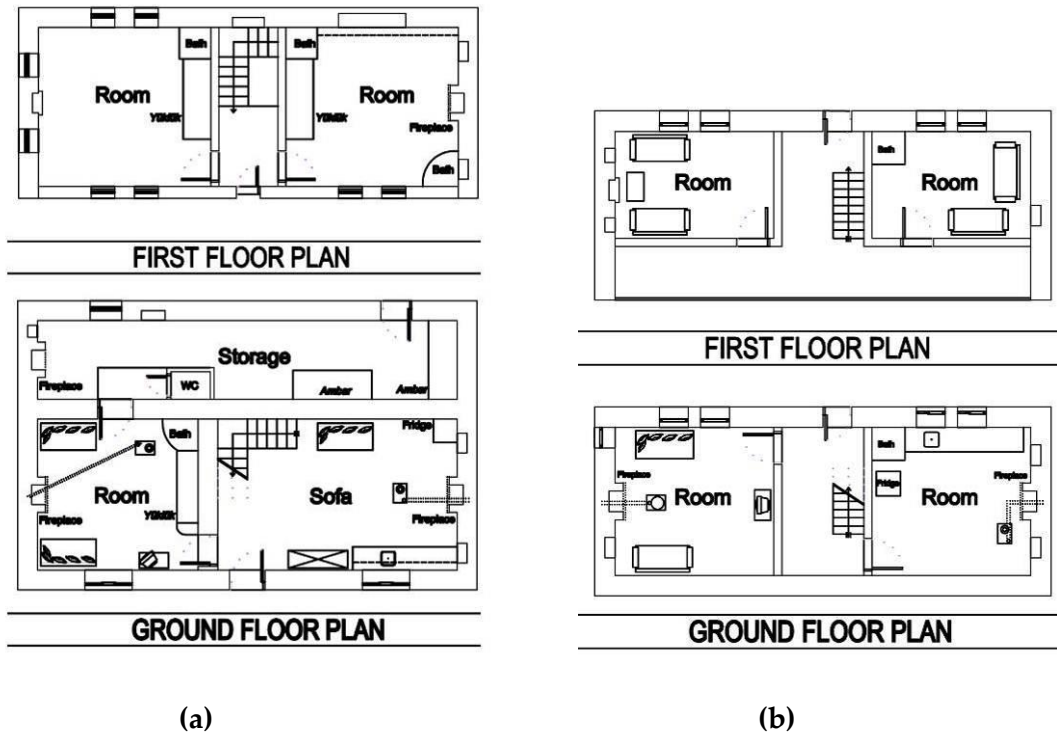 Bath
Bath
Room
Room
Yüklük
Yüklük
Fireplace
Bath
FIRST FLOOR PLAN
Storage
Fireplace
WC
Ambar
Ambar
Bath
Fridge
Room
Sofa
Fireplace
Yüklük
Fireplace
GROUND FLOOR PLAN
(a)
Room
Bath
Room
FIRST FLOOR PLAN
Bath
Fireplace
Fireplace
Fridge
Room
Room
GROUND FLOOR PLAN
(b)